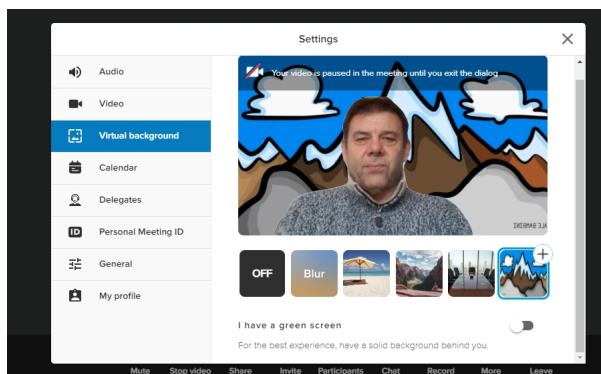 Settings
Audio
Video
Virtual background
Calendar
Delegates
ID Personal Meeting ID
General
My profile
Your video is paused in the meeting until you exit the dialog
OFF
Blur
I have a green screen
For the best experience, have a solid background behind you.
Mute Stop video Share Invite Participants Chat Record More Leave